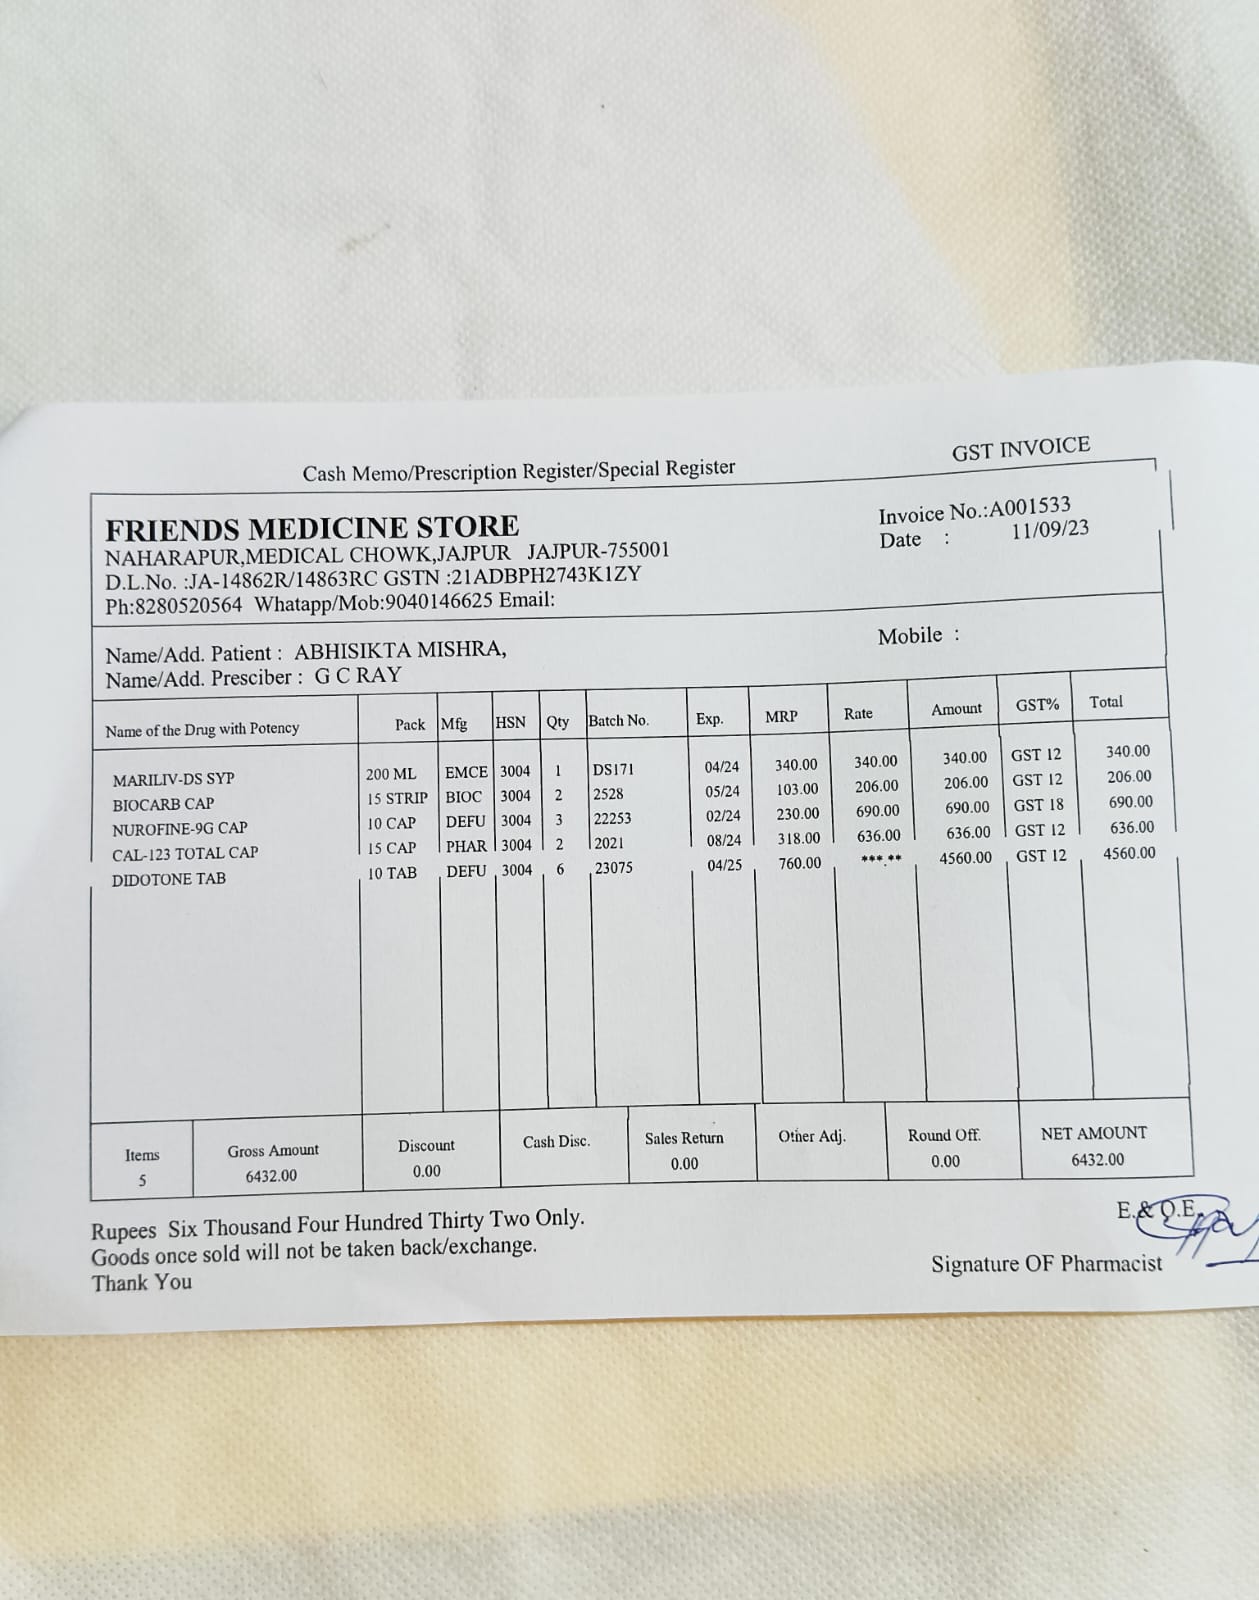 Cash Memo/Prescription Register/Special Register GST INVOICE
FRIENDS MEDICINE STORE
NAHARAPUR,MEDICAL CHOWK,JAJPUR JAJPUR-755001
D.L.No. :JA-14862R/14863RC GSTN :21ADBPH2743K1ZY
Ph:8280520564 Whatapp/Mob:9040146625 Email:
Invoice No.:A001533
Date : 11/09/23
Name/Add. Patient : ABHISIKTA MISHRA,
Name/Add. Presciber : G C RAY
Mobile :
Name of the Drug with Potency Pack Mfg HSN Qty Batch No. Exp. MRP Rate Amount GST% Total
MARILIV-DS SYP 200 ML EMCE 3004 1 DS171 04/24 340.00 340.00 340.00 GST 12 340.00
BIOCARB CAP 15 STRIP BIOC 3004 2 2528 05/24 103.00 206.00 206.00 GST 12 206.00
NUROFINE-9G CAP 10 CAP DEFU 3004 3 22253 02/24 230.00 690.00 690.00 GST 18 690.00
CAL-123 TOTAL CAP 15 CAP PHAR 3004 2 2021 08/24 318.00 636.00 636.00 GST 12 636.00
DIDOTONE TAB 10 TAB DEFU 3004 6 23075 04/25 760.00 ***.** 4560.00 GST 12 4560.00
Items Gross Amount Discount Cash Disc. Sales Return Other Adj. Round Off. NET AMOUNT
5 6432.00 0.00 0.00 0.00 6432.00
Rupees Six Thousand Four Hundred Thirty Two Only.
Goods once sold will not be taken back/exchange.
Thank You
E.& O.E.
Signature OF Pharmacist